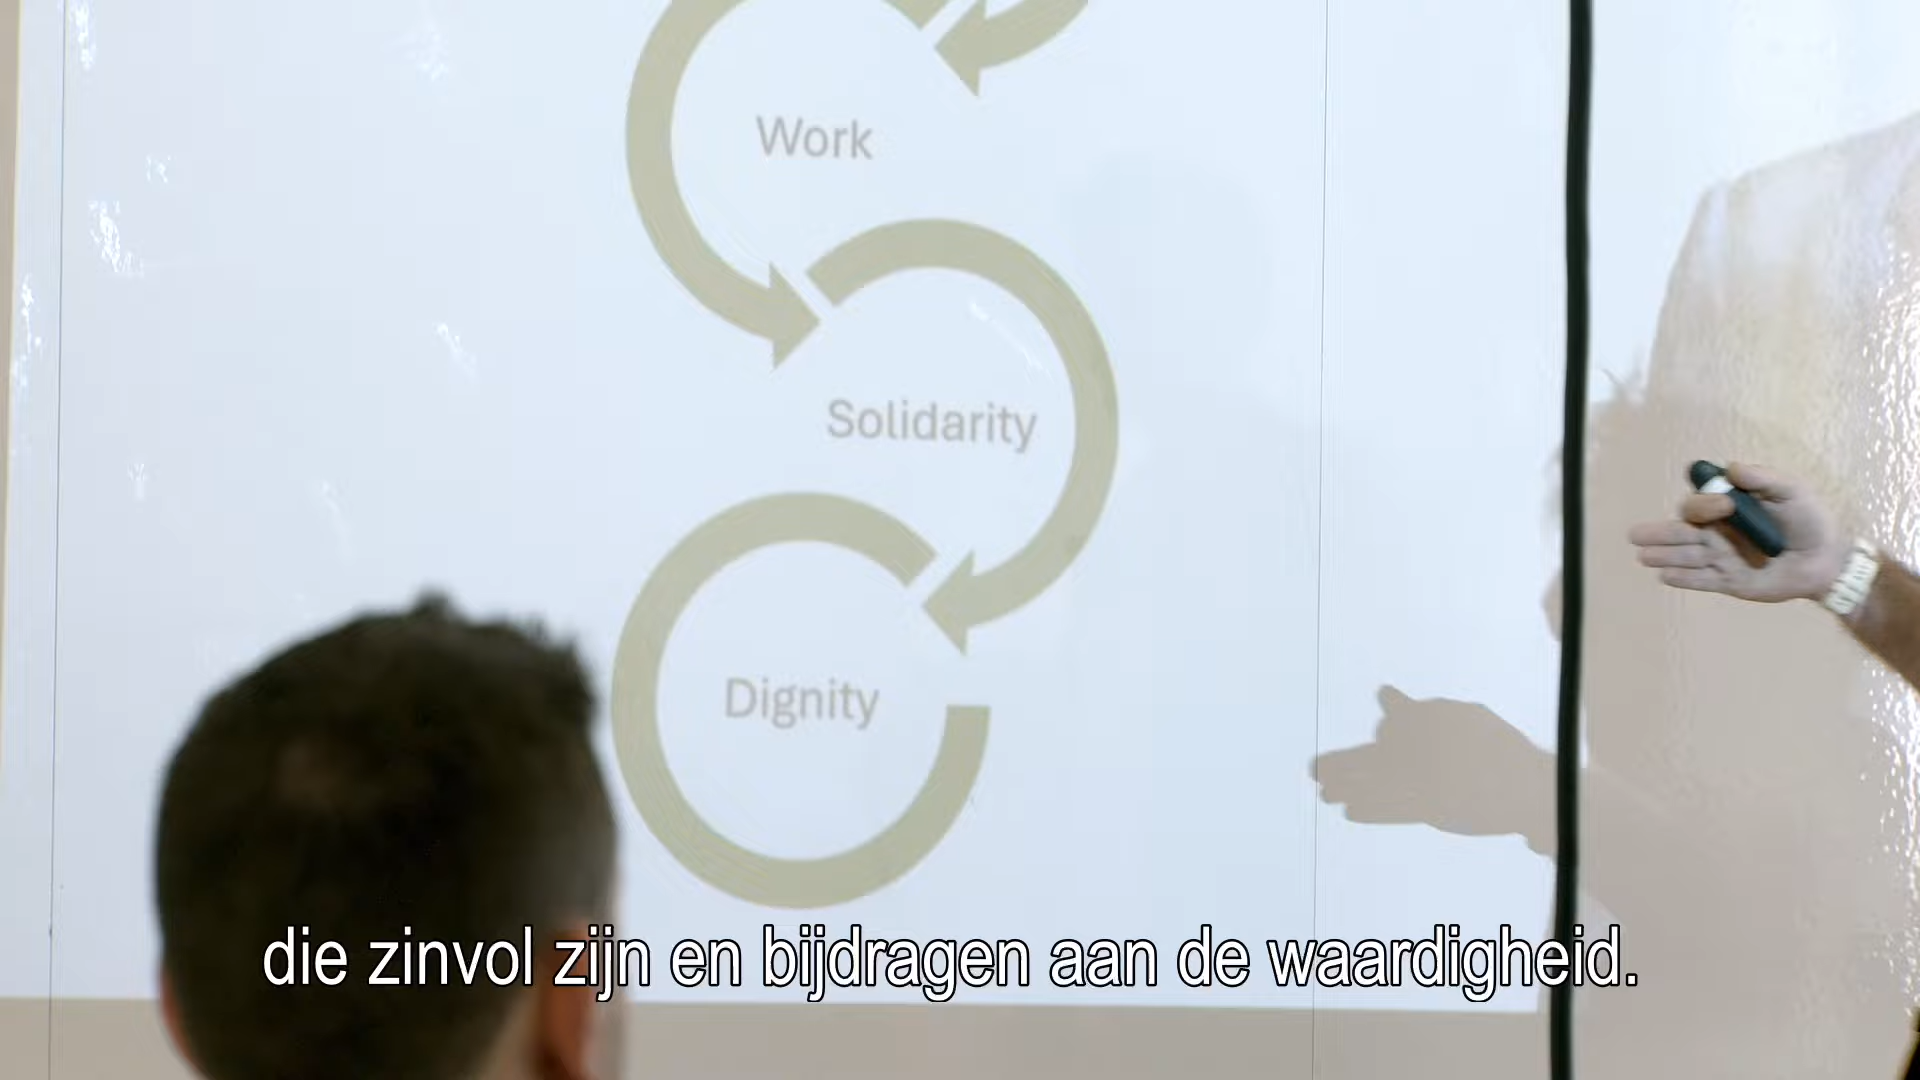 Work
Solidarity
Dignity
die zinvol zijn en bijdragen aan de waardigheid.